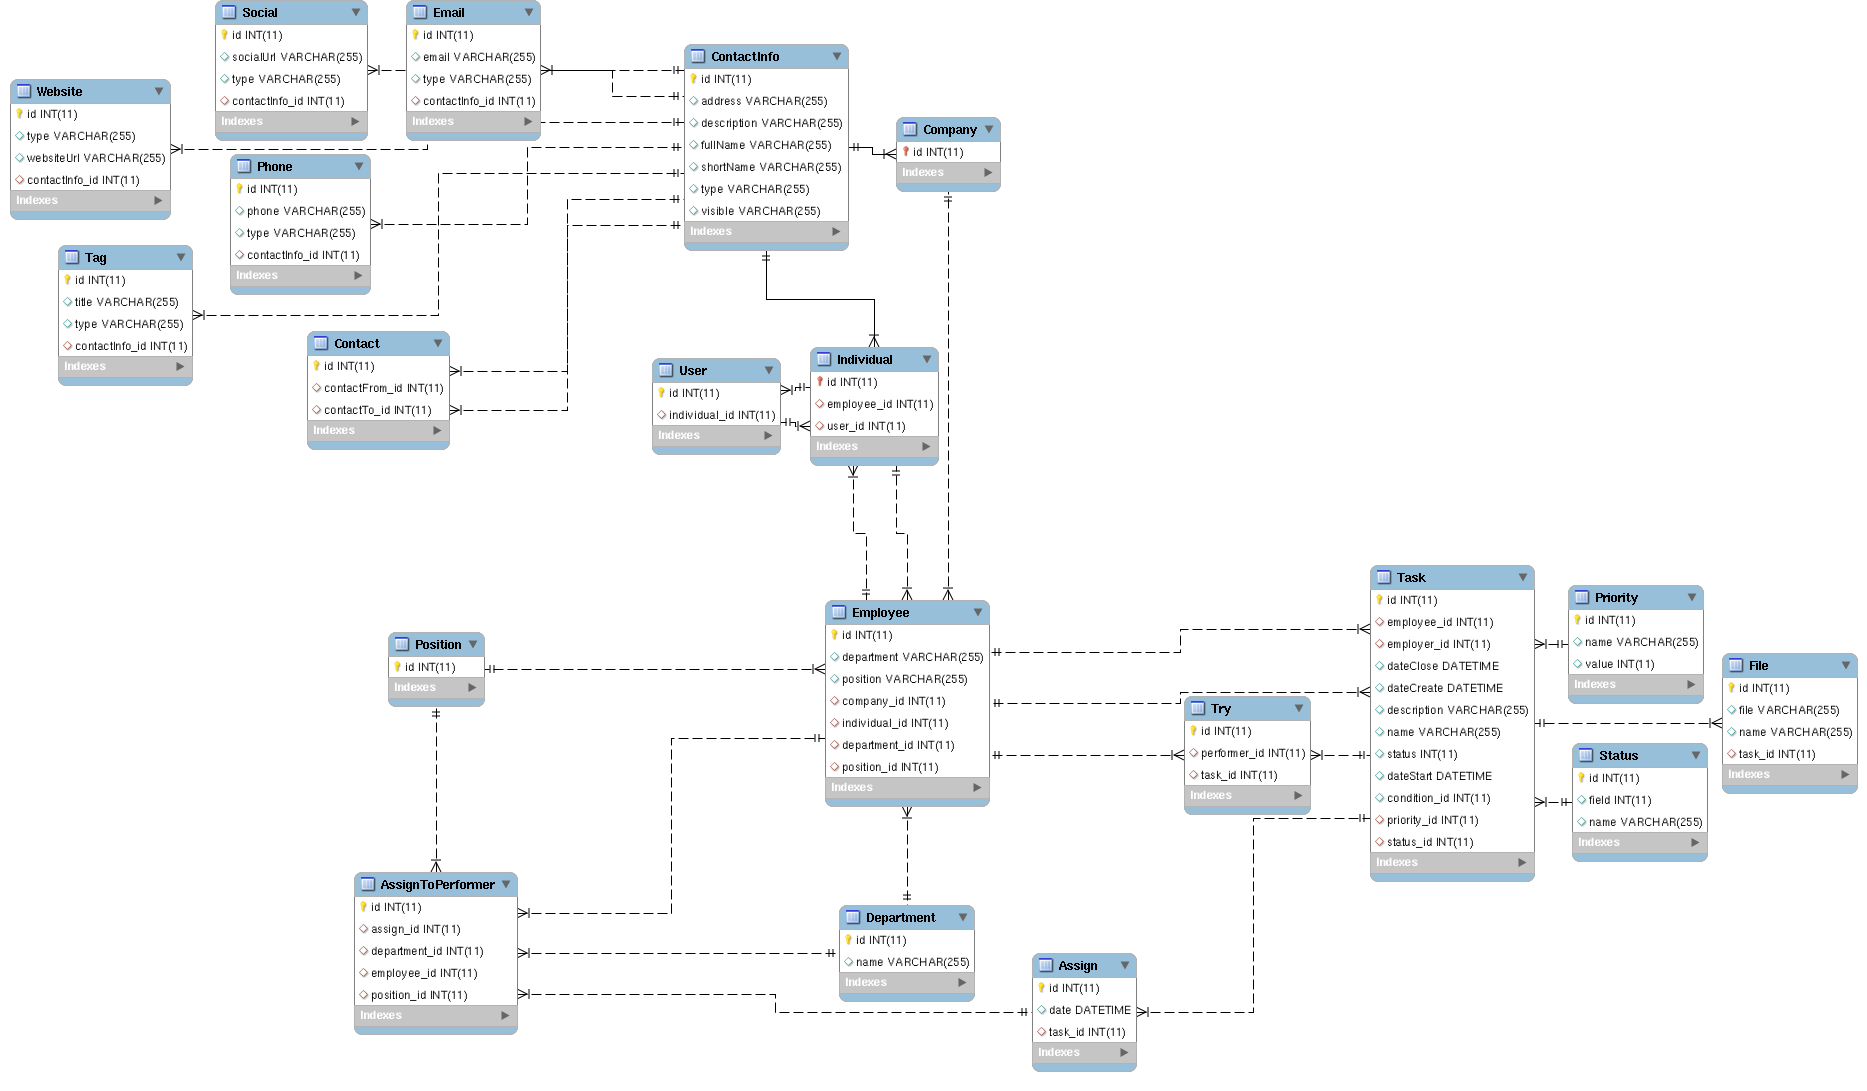 Social
id INT(11)
socialUrl VARCHAR(255)
type VARCHAR(255)
contactInfo_id INT(11)
Indexes
Email
id INT(11)
email VARCHAR(255)
type VARCHAR(255)
contactInfo_id INT(11)
Indexes
ContactInfo
id INT(11)
address VARCHAR(255)
description VARCHAR(255)
fullName VARCHAR(255)
shortName VARCHAR(255)
type VARCHAR(255)
visible VARCHAR(255)
Indexes
Website
id INT(11)
type VARCHAR(255)
websiteUrl VARCHAR(255)
contactInfo_id INT(11)
Indexes
Company
id INT(11)
Indexes
Phone
id INT(11)
phone VARCHAR(255)
type VARCHAR(255)
contactInfo_id INT(11)
Indexes
Tag
id INT(11)
title VARCHAR(255)
type VARCHAR(255)
contactInfo_id INT(11)
Indexes
Contact
id INT(11)
contactFrom_id INT(11)
contactTo_id INT(11)
Indexes
User
id INT(11)
individual_id INT(11)
Indexes
Individual
id INT(11)
employee_id INT(11)
user_id INT(11)
Indexes
Position
id INT(11)
Indexes
Employee
id INT(11)
department VARCHAR(255)
position VARCHAR(255)
company_id INT(11)
individual_id INT(11)
department_id INT(11)
position_id INT(11)
Indexes
Try
id INT(11)
performer_id INT(11)
task_id INT(11)
Indexes
Task
id INT(11)
employee_id INT(11)
employer_id INT(11)
dateClose DATETIME
dateCreate DATETIME
description VARCHAR(255)
name VARCHAR(255)
status INT(11)
dateStart DATETIME
condition_id INT(11)
priority_id INT(11)
status_id INT(11)
Indexes
Priority
id INT(11)
name VARCHAR(255)
value INT(11)
Indexes
File
id INT(11)
file VARCHAR(255)
name VARCHAR(255)
task_id INT(11)
Indexes
Status
id INT(11)
field INT(11)
name VARCHAR(255)
Indexes
AssignToPerformer
id INT(11)
assign_id INT(11)
department_id INT(11)
employee_id INT(11)
position_id INT(11)
Indexes
Department
id INT(11)
name VARCHAR(255)
Indexes
Assign
id INT(11)
date DATETIME
task_id INT(11)
Indexes